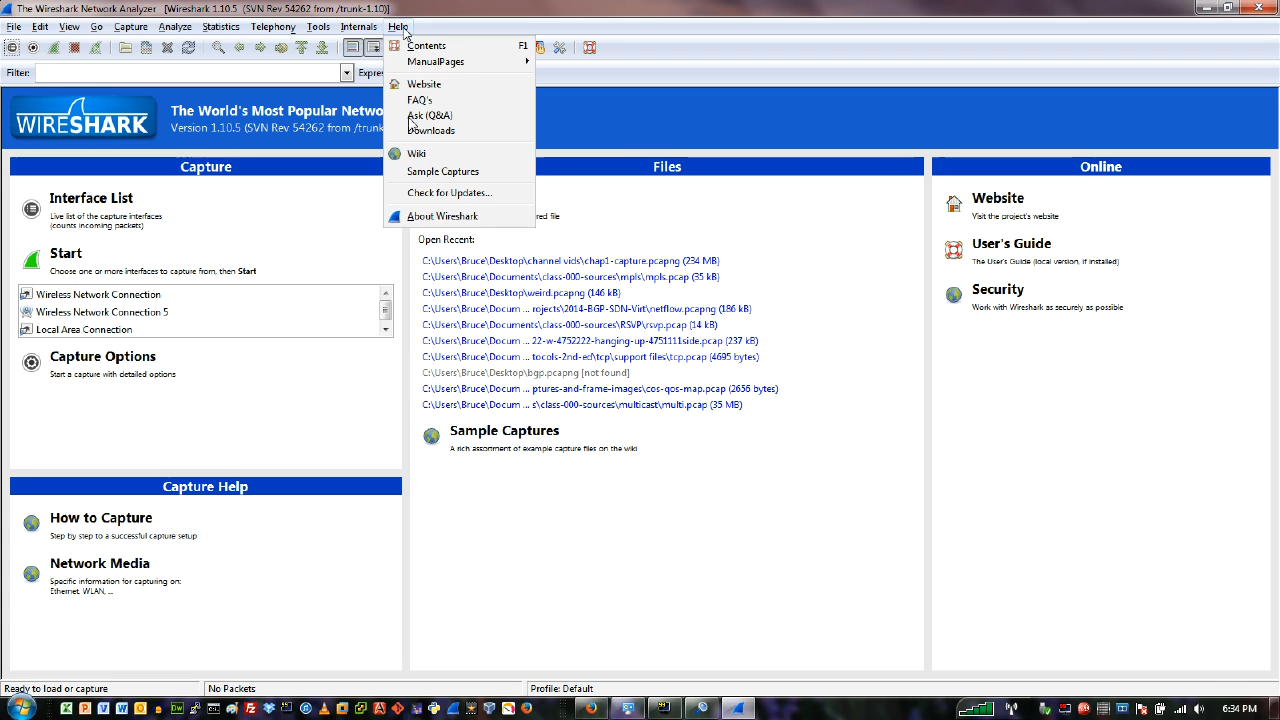 The Wireshark Network Analyzer [Wireshark 1.10.5 (SVN Rev 54262 from /trunk-1.10)]
File Edit View Go Capture Analyze Statistics Telephony Tools Internals Help
Filter: Expres
Contents F1
ManualPages
Website
FAQ's
Ask (Q&A)
Downloads
Wiki
Sample Captures
Check for Updates...
About Wireshark
WIRESHARK
The World's Most Popular Netwo
Version 1.10.5 (SVN Rev 54262 from /trunk
Capture
Interface List
Live list of the capture interfaces
(counts incoming packets)
Start
Choose one or more interfaces to capture from, then Start
Wireless Network Connection
Wireless Network Connection 5
Local Area Connection
Capture Options
Start a capture with detailed options
Capture Help
How to Capture
Step by step to a successful capture setup
Network Media
Specific information for capturing on:
Ethernet, WLAN, ...
Files
red file
Open Recent:
C:\Users\Bruce\Desktop\channel vids\chap1-capture.pcapng (234 MB)
C:\Users\Bruce\Documents\class-000-sources\mpls\mpls.pcap (35 kB)
C:\Users\Bruce\Desktop\weird.pcapng (146 kB)
C:\Users\Bruce\Docum ... rojects\2014-BGP-SDN-Virt\netflow.pcapng (186 kB)
C:\Users\Bruce\Documents\class-000-sources\RSVP\rsvp.pcap (14 kB)
C:\Users\Bruce\Docum ... 22-w-4752222-hanging-up-4751111side.pcap (237 kB)
C:\Users\Bruce\Docum ... tocols-2nd-ed\tcp\support files\tcp.pcap (4695 bytes)
C:\Users\Bruce\Desktop\bgp.pcapng [not found]
C:\Users\Bruce\Docum ... ptures-and-frame-images\cos-qos-map.pcap (2656 bytes)
C:\Users\Bruce\Docum ... s\class-000-sources\multicast\multi.pcap (35 MB)
Sample Captures
A rich assortment of example capture files on the wiki
Online
Website
Visit the project's website
User's Guide
The User's Guide (local version, if installed)
Security
Work with Wireshark as securely as possible
Ready to load or capture No Packets Profile: Default
6:34 PM